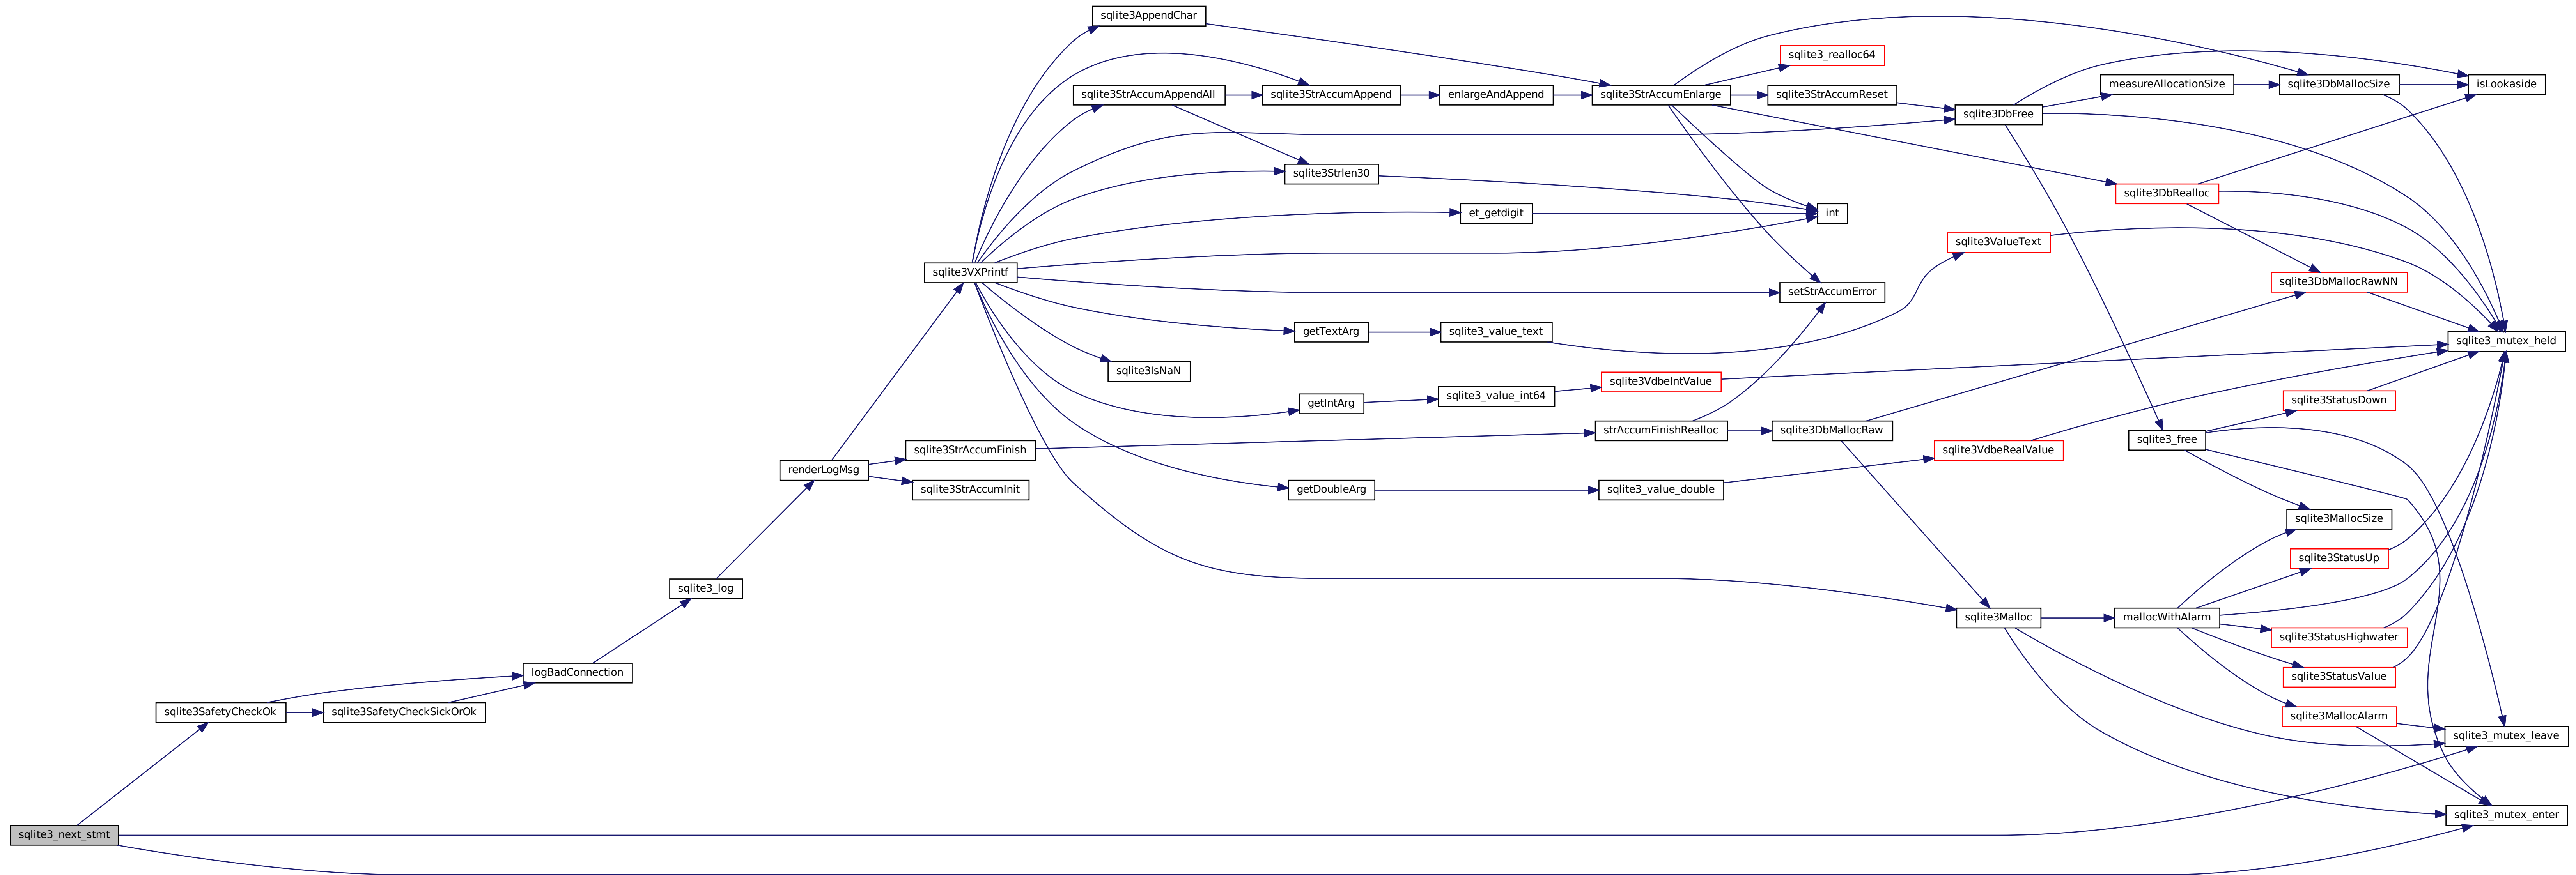 sqlite3_next_stmt
sqlite3SafetyCheckOk
sqlite3SafetyCheckSickOrOk
logBadConnection
sqlite3_log
renderLogMsg
sqlite3StrAccumFinish
sqlite3StrAccumInit
sqlite3VXPrintf
sqlite3AppendChar
sqlite3StrAccumAppendAll
sqlite3IsNaN
sqlite3StrAccumAppend
sqlite3Strlen30
getTextArg
getIntArg
getDoubleArg
enlargeAndAppend
et_getdigit
sqlite3_value_text
sqlite3_value_int64
sqlite3StrAccumEnlarge
sqlite3VdbeIntValue
strAccumFinishRealloc
sqlite3_value_double
sqlite3_realloc64
sqlite3StrAccumReset
int
setStrAccumError
sqlite3DbMallocRaw
sqlite3DbFree
sqlite3ValueText
sqlite3VdbeRealValue
sqlite3Malloc
measureAllocationSize
sqlite3DbRealloc
sqlite3_free
mallocWithAlarm
sqlite3DbMallocSize
sqlite3DbMallocRawNN
sqlite3StatusDown
sqlite3MallocSize
sqlite3StatusUp
sqlite3StatusHighwater
sqlite3StatusValue
sqlite3MallocAlarm
isLookaside
sqlite3_mutex_held
sqlite3_mutex_leave
sqlite3_mutex_enter